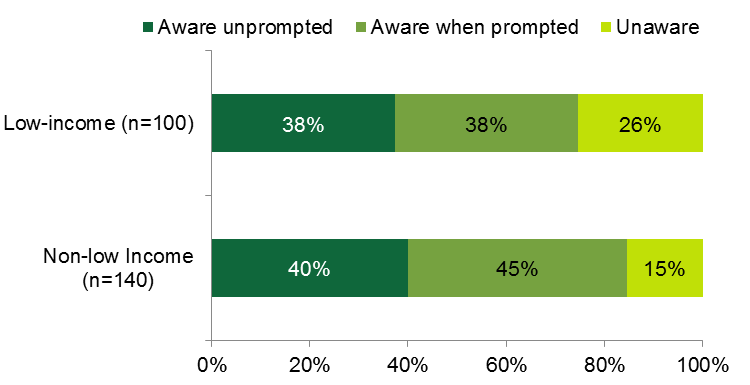 Aware unprompted Aware when prompted Unaware
Low-income (n=100)
38% 38% 26%
Non-low Income
(n=140)
40% 45% 15%
0% 20% 40% 60% 80% 100%